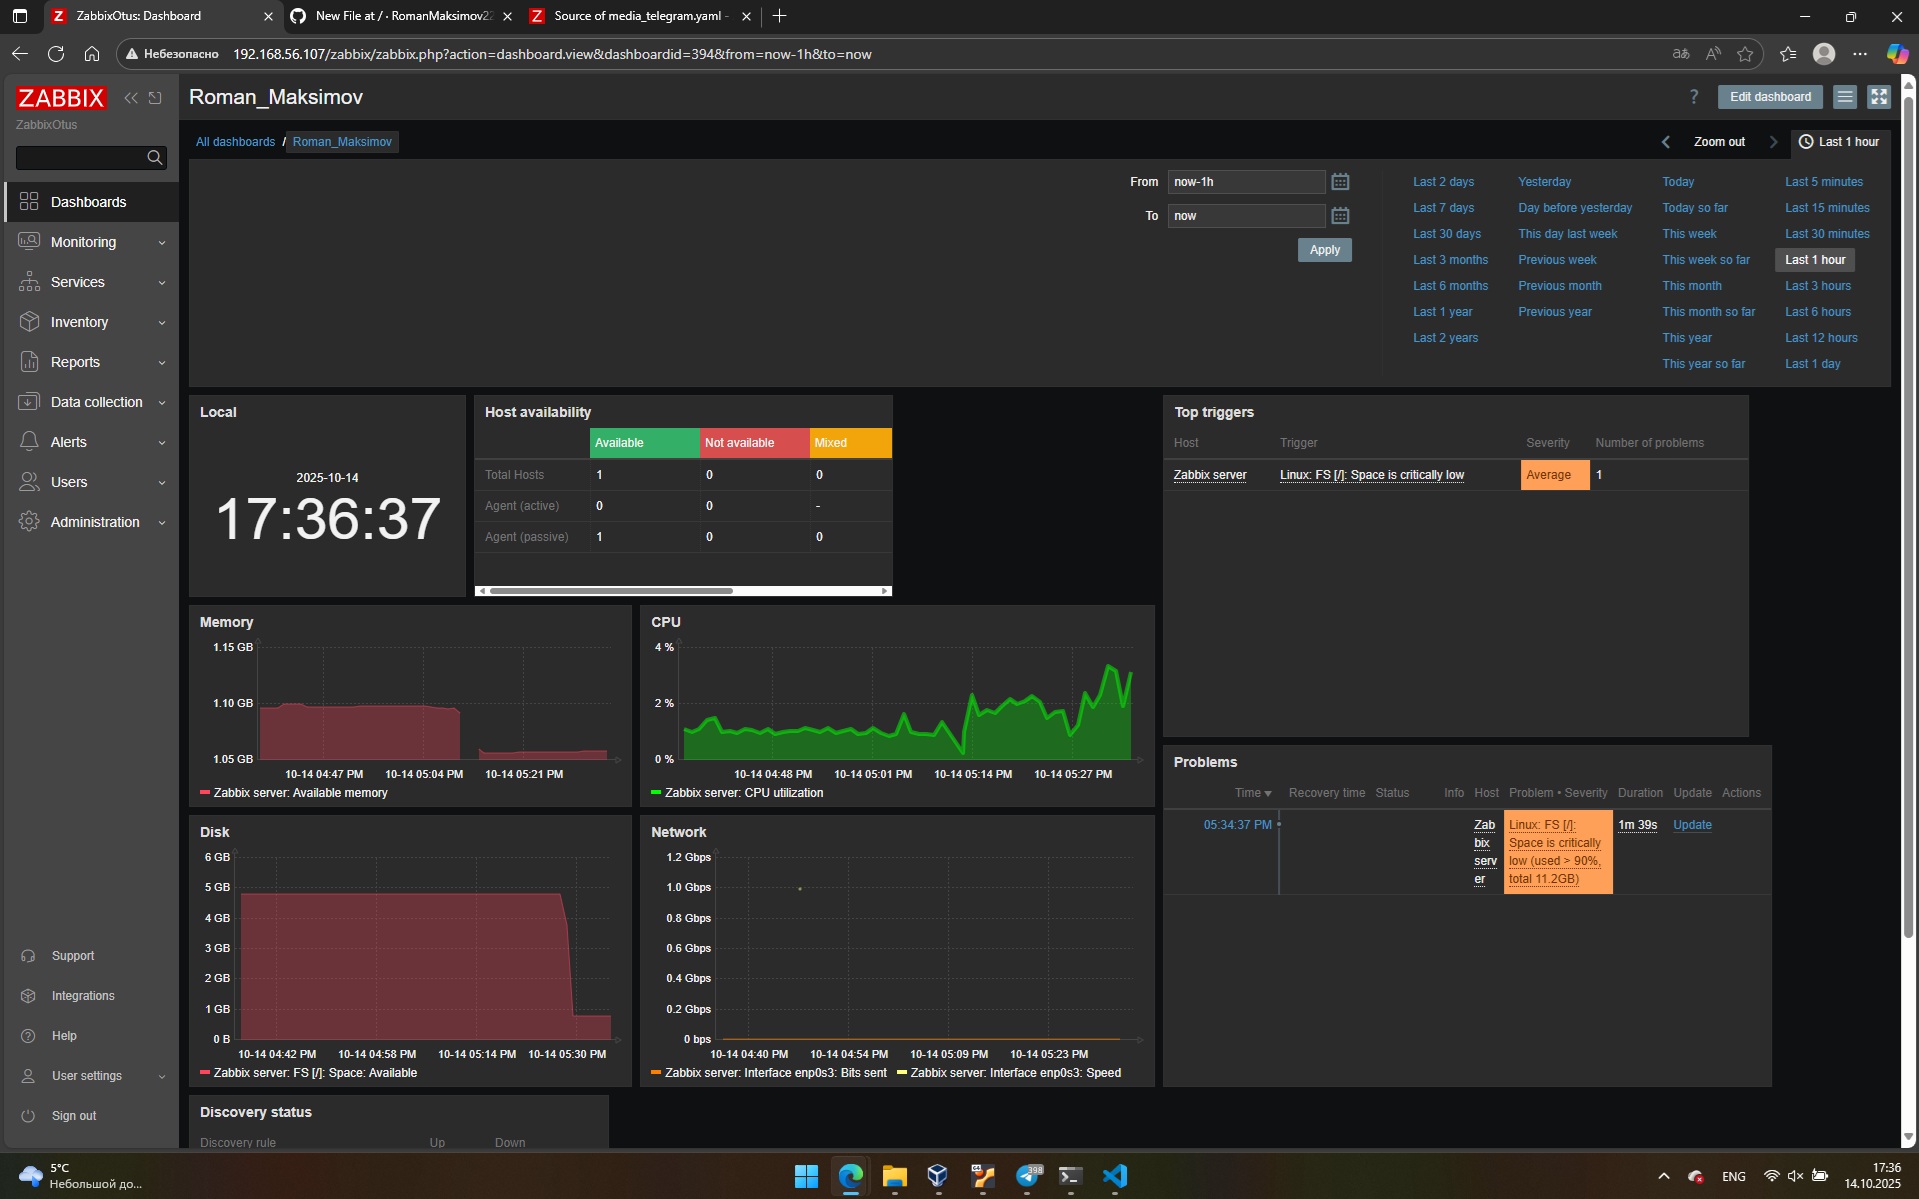 ZabbixOtus: Dashboard
New File at / · RomanMaksimov22
Source of media_telegram.yaml -
Небезопасно 192.168.56.107/zabbix/zabbix.php?action=dashboard.view&dashboardid=394&from=now-1h&to=now
ZABBIX
ZabbixOtus
Dashboards
Monitoring
Services
Inventory
Reports
Data collection
Alerts
Users
Administration
Support
Integrations
Help
User settings
Sign out
Roman_Maksimov
? Edit dashboard
All dashboards / Roman_Maksimov
Zoom out
Last 1 hour
From now-1h
To now
Apply
Last 2 days Yesterday Today Last 5 minutes
Last 7 days Day before yesterday Today so far Last 15 minutes
Last 30 days This day last week This week Last 30 minutes
Last 3 months Previous week This week so far Last 1 hour
Last 6 months Previous month This month Last 3 hours
Last 1 year Previous year This month so far Last 6 hours
Last 2 years This year Last 12 hours
This year so far Last 1 day
Local
2025-10-14
17:36:37
Host availability
Available Not available Mixed
Total Hosts 1 0 0
Agent (active) 0 0 -
Agent (passive) 1 0 0
Top triggers
Host Trigger Severity Number of problems
Zabbix server Linux: FS [/]: Space is critically low Average 1
Memory
1.15 GB
1.10 GB
1.05 GB
10-14 04:47 PM 10-14 05:04 PM 10-14 05:21 PM
Zabbix server: Available memory
CPU
4 %
2 %
0 %
10-14 04:48 PM 10-14 05:01 PM 10-14 05:14 PM 10-14 05:27 PM
Zabbix server: CPU utilization
Problems
Time Recovery time Status Info Host Problem • Severity Duration Update Actions
05:34:37 PM Zab Linux: FS [/]: 1m 39s Update
bix Space is critically
serv low (used > 90%,
er total 11.2GB)
Disk
6 GB
5 GB
4 GB
3 GB
2 GB
1 GB
0 B
10-14 04:42 PM 10-14 04:58 PM 10-14 05:14 PM 10-14 05:30 PM
Zabbix server: FS [/]: Space: Available
Network
1.2 Gbps
1.0 Gbps
0.8 Gbps
0.6 Gbps
0.4 Gbps
0.2 Gbps
0 bps
10-14 04:40 PM 10-14 04:54 PM 10-14 05:09 PM 10-14 05:23 PM
Zabbix server: Interface enp0s3: Bits sent Zabbix server: Interface enp0s3: Speed
Discovery status
Discovery rule Up Down
5°C
Небольшой до...
64
398
ENG
17:36
14.10.2025